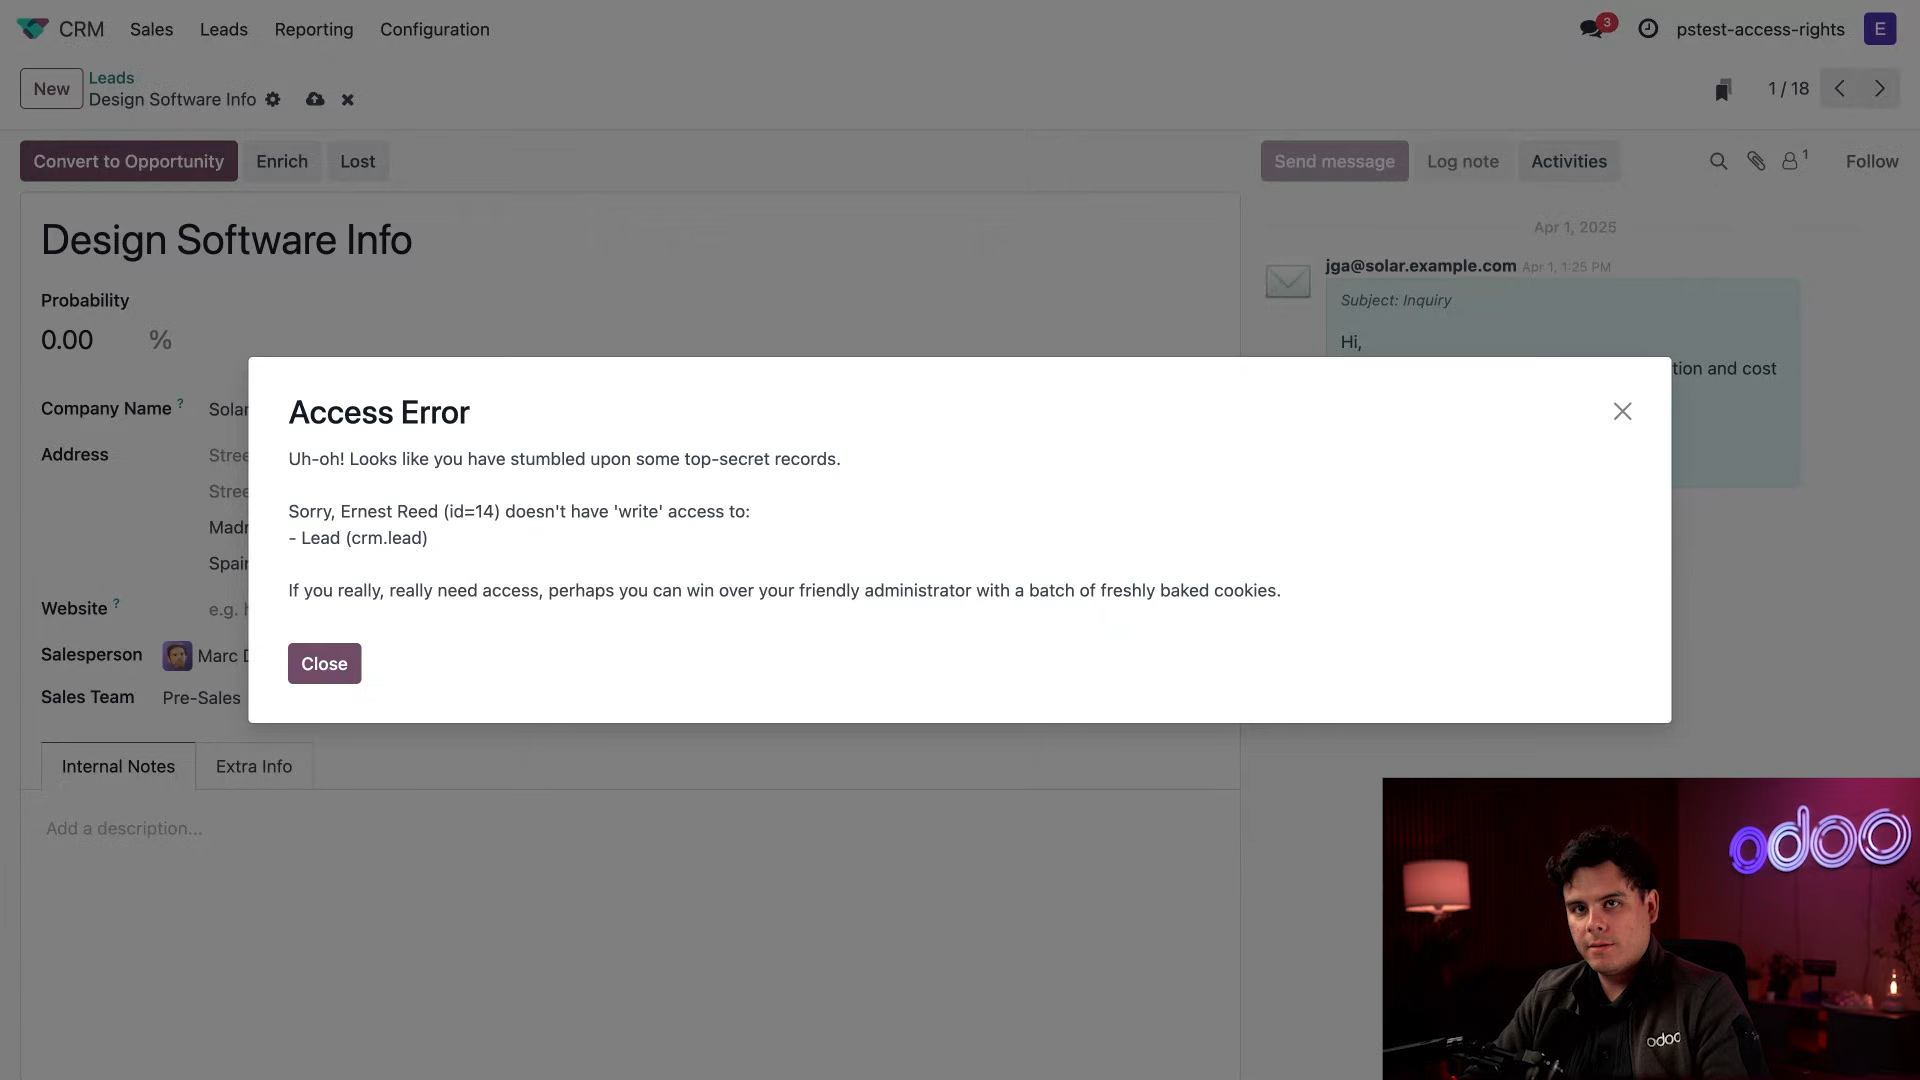 CRM
Sales
Leads
Reporting
Configuration
3
pstest-access-rights
E
New
Leads
Design Software Info
1 / 18
Convert to Opportunity
Enrich
Lost
Send message
Log note
Activities
1
Follow
Design Software Info
Probability
0.00 %
Apr 1, 2025
jga@solar.example.com Apr 1, 1:25 PM
Subject: Inquiry
Hi,
tion and cost
Company Name ? Solar
Address Stree
Stree
Madr
Spain
Website ? e.g. h
Salesperson Marc D
Sales Team Pre-Sales
Access Error
Uh-oh! Looks like you have stumbled upon some top-secret records.
Sorry, Ernest Reed (id=14) doesn't have 'write' access to:
- Lead (crm.lead)
If you really, really need access, perhaps you can win over your friendly administrator with a batch of freshly baked cookies.
Close
Internal Notes
Extra Info
Add a description...
odoo
odoo